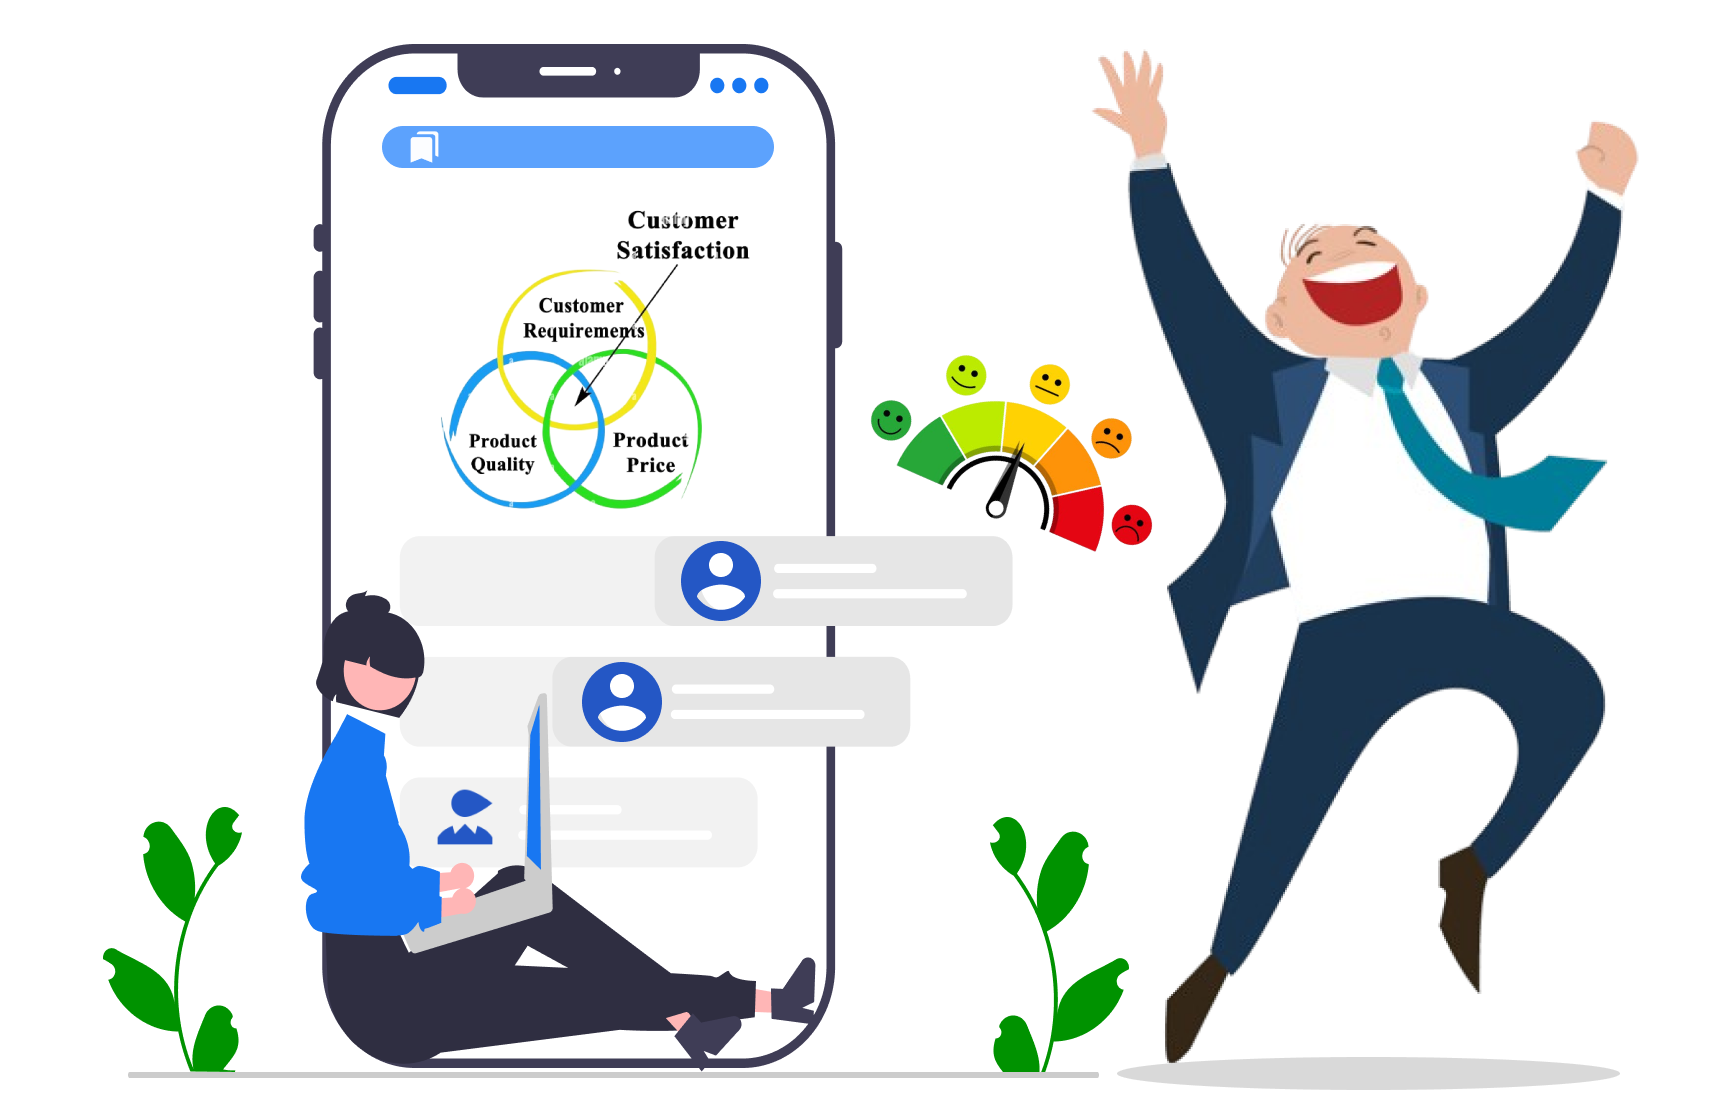 Customer
Satisfaction
Customer
Requirements
Product
Quality
Product
Price